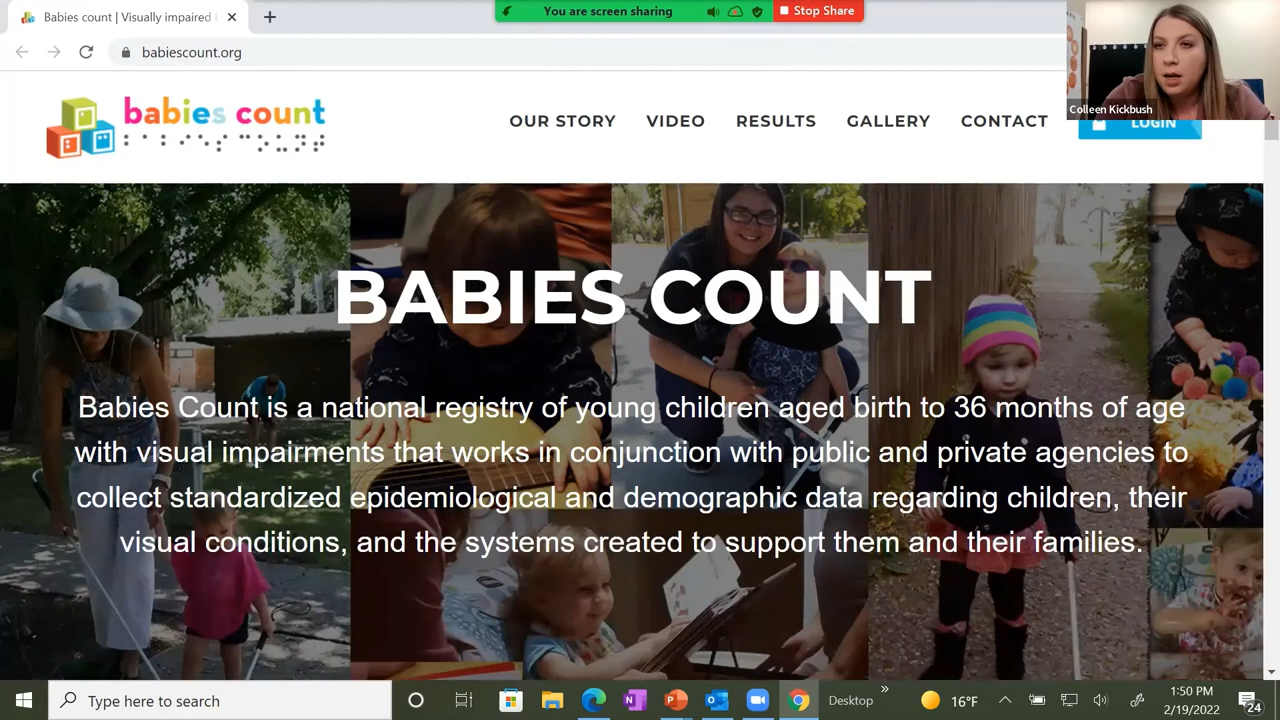 Babies count | Visually impaired
You are screen sharing
Stop Share
babiescount.org
Colleen Kickbush
babies count
⠃⠁⠃⠊⠑⠎ ⠉⠕⠥⠝⠞
OUR STORY
VIDEO
RESULTS
GALLERY
CONTACT
LOGIN
BABIES COUNT
Babies Count is a national registry of young children aged birth to 36 months of age
with visual impairments that works in conjunction with public and private agencies to
collect standardized epidemiological and demographic data regarding children, their
visual conditions, and the systems created to support them and their families.
Type here to search
Desktop
16°F
1:50 PM
2/19/2022
24